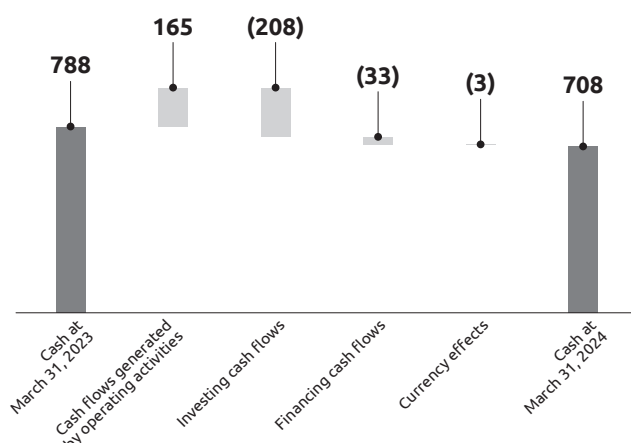 788
165
(208)
(33)
(3)
708
Cash at
March 31, 2023
Cash flows generated
by operating activities
Investing cash flows
Financing cash flows
Currency effects
Cash at
March 31, 2024